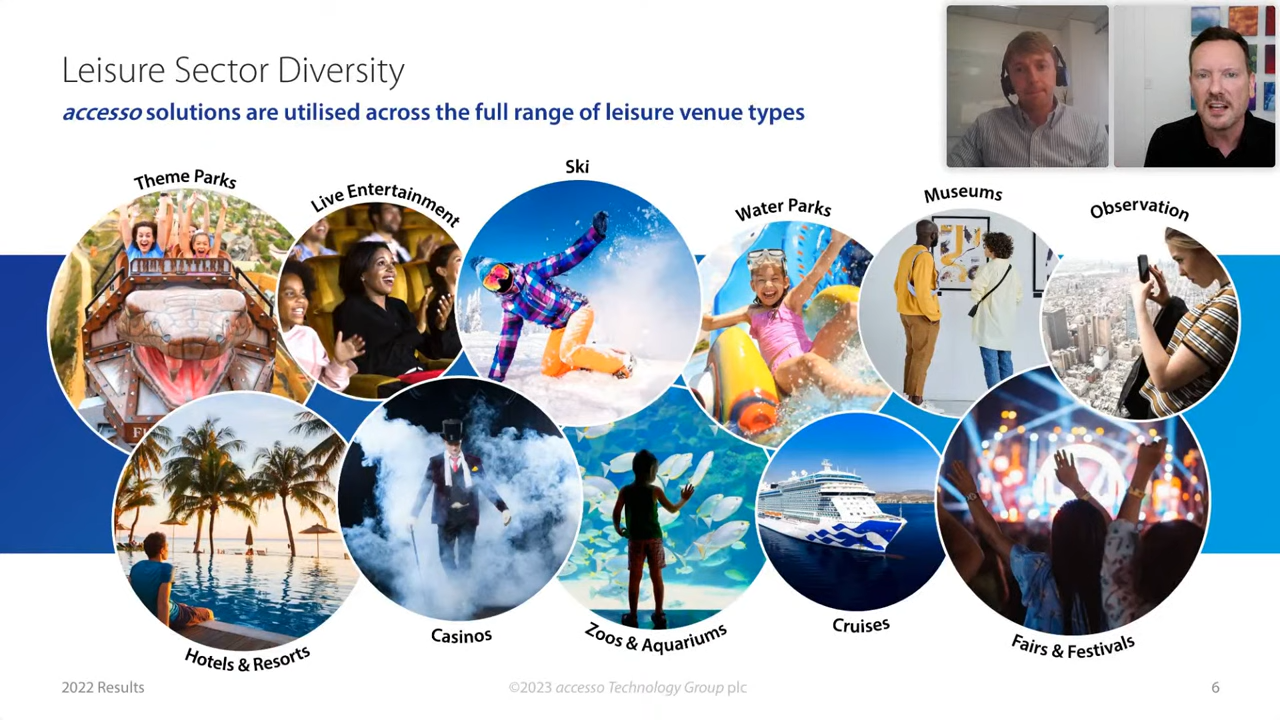 Leisure Sector Diversity
accesso solutions are utilised across the full range of leisure venue types
Theme Parks
Live Entertainment
Ski
Water Parks
Museums
Observation
Hotels & Resorts
Casinos
Zoos & Aquariums
Cruises
Fairs & Festivals
2022 Results
©2023 accesso Technology Group plc
6